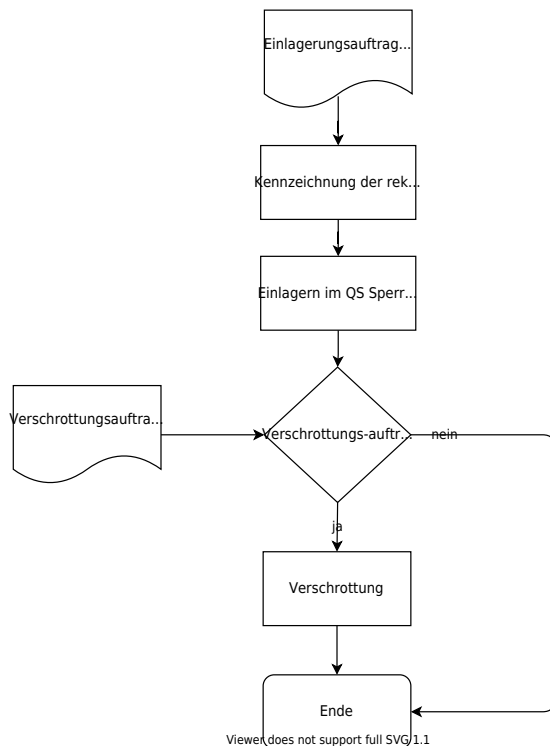 Einlagerungsauftrag...
Kennzeichnung der rek...
Einlagern im QS Sperr...
Verschrottungsauftra...
Verschrottungs-auftr...
nein
ja
Verschrottung
Ende
Viewer does not support full SVG 1.1